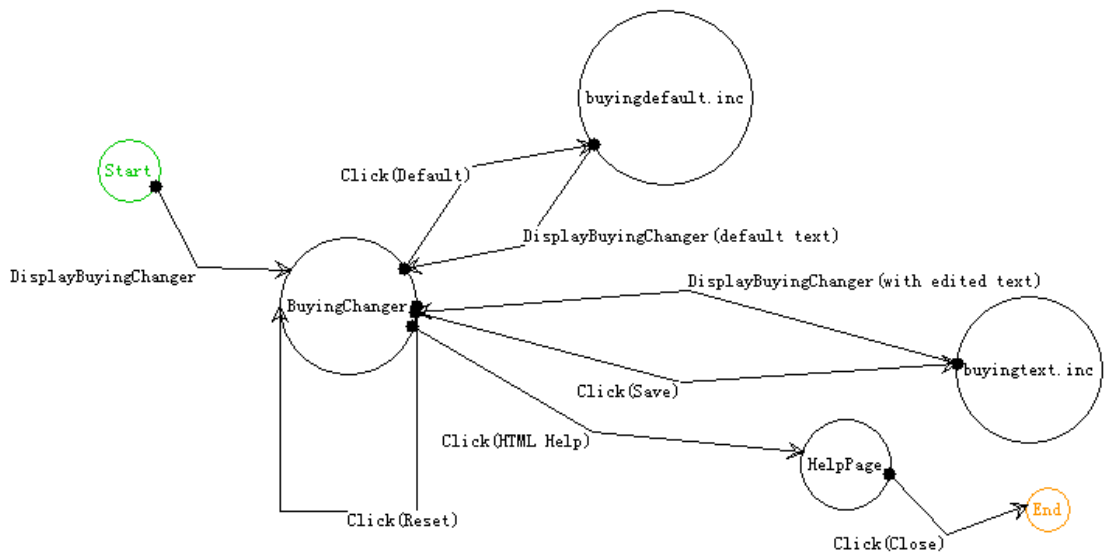 buyingdefault.inc
Start
Click(Default)
DisplayBuyingChanger(default text)
DisplayBuyingChanger
DisplayBuyingChanger(with edited text)
BuyingChanger
buyingtext.inc
Click(Save)
Click(HTML Help)
HelpPage
End
Click(Reset)
Click(Close)